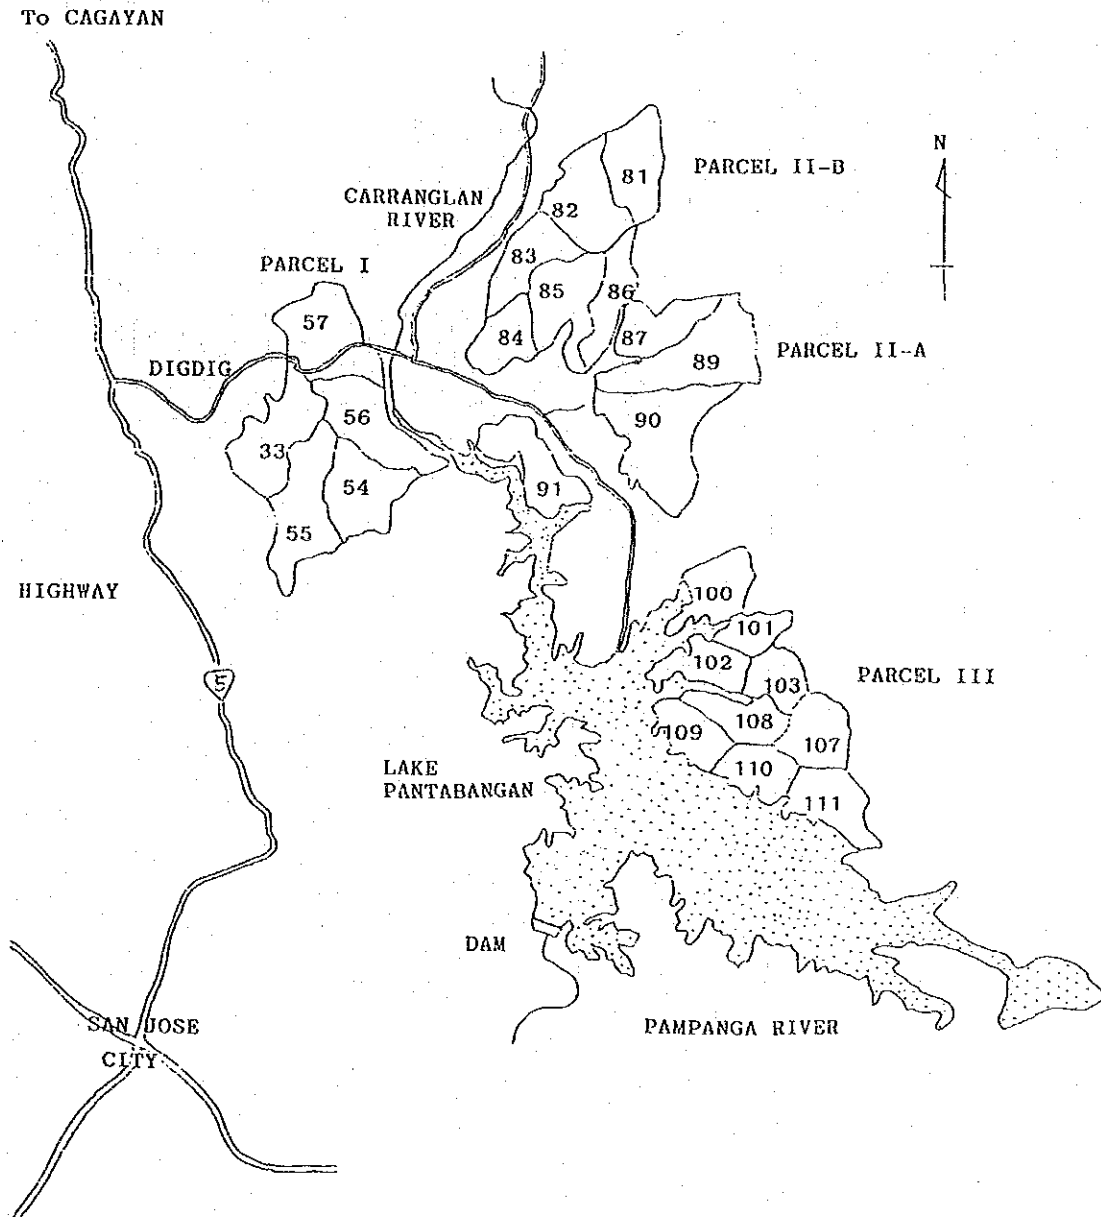 To CAGAYAN
N
PARCEL II-B
81
CARRANGLAN
RIVER
82
83
PARCEL I
85
86
57
84
87
PARCEL II-A
DIGDIG
89
56
90
33
54
91
55
HIGHWAY
100
101
102
PARCEL III
5
103
108
109
107
LAKE
PANTABANGAN
110
111
DAM
SAN JOSE
CITY
PAMPANGA RIVER